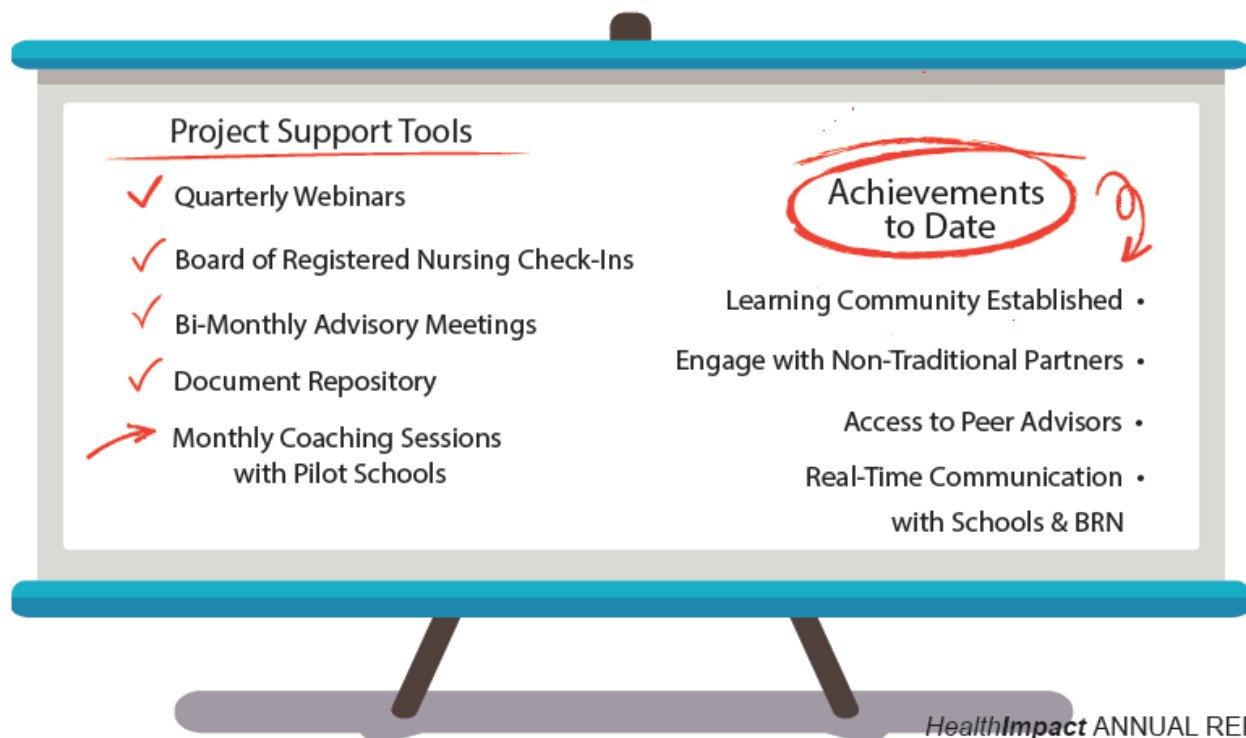 Project Support Tools
Quarterly Webinars
Board of Registered Nursing Check-Ins
Bi-Monthly Advisory Meetings
Document Repository
Monthly Coaching Sessions
with Pilot Schools
Achievements
to Date
Learning Community Established •
Engage with Non-Traditional Partners •
Access to Peer Advisors •
Real-Time Communication •
with Schools & BRN
HealthImpact ANNUAL